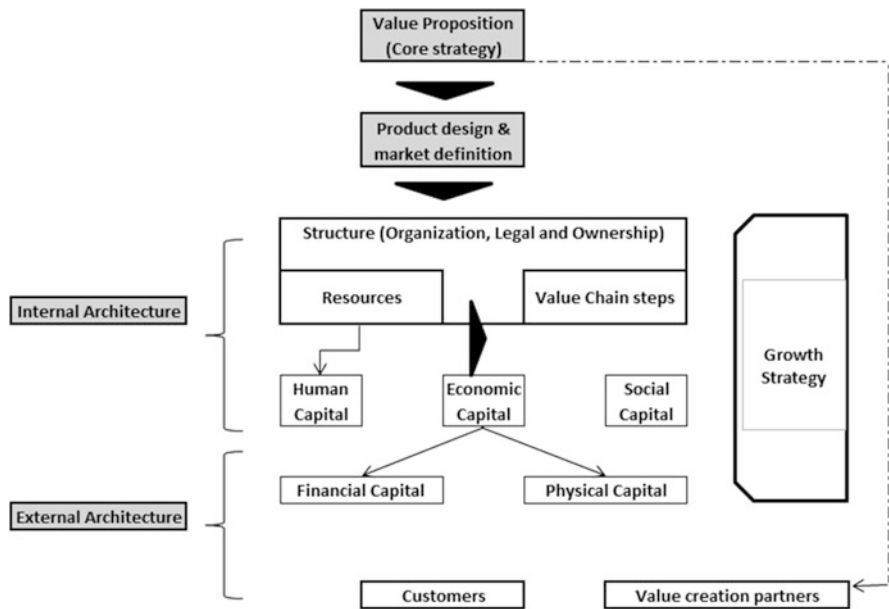 Value Proposition
(Core strategy)
Product design &
market definition
Structure (Organization, Legal and Ownership)
Resources
Value Chain steps
Internal Architecture
Growth
Strategy
Human
Capital
Economic
Capital
Social
Capital
Financial Capital
Physical Capital
External Architecture
Customers
Value creation partners